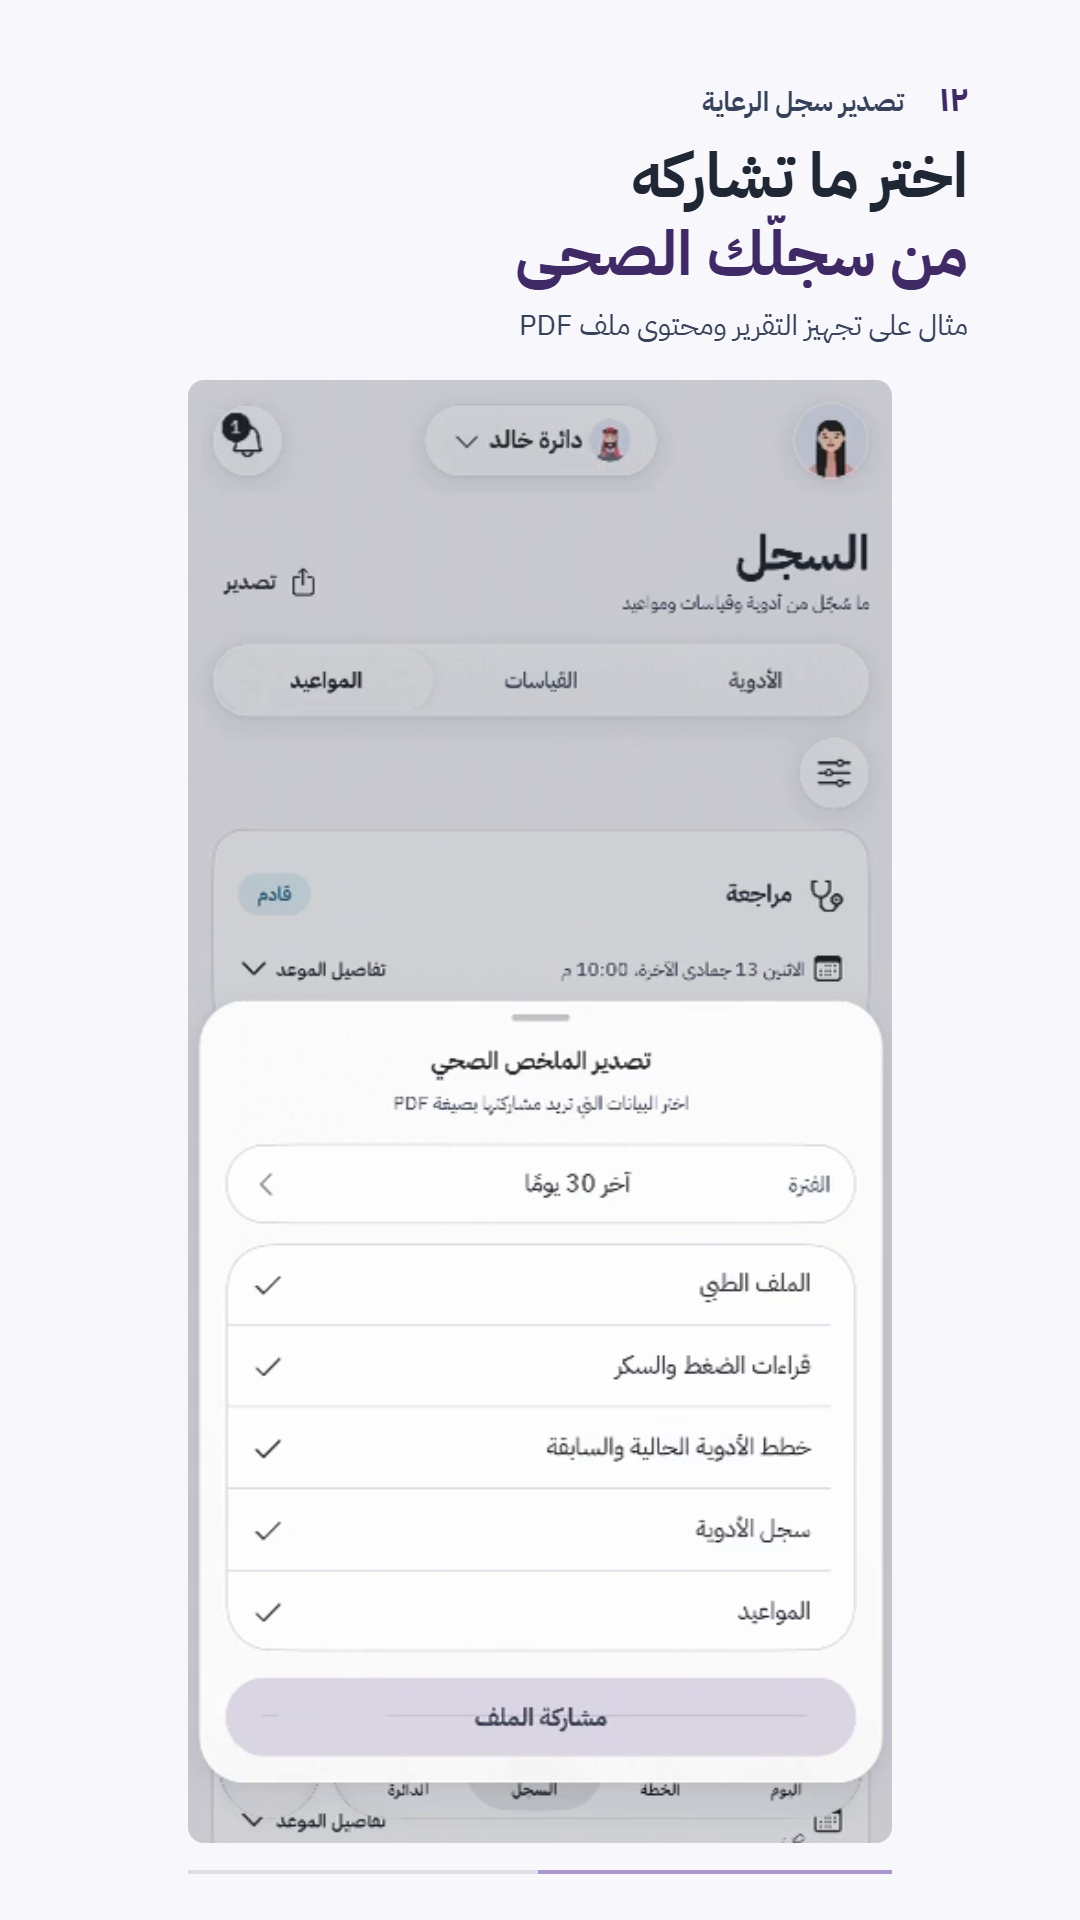 ١٢ تصدير سجل الرعاية
اختر ما تشاركه
من سجلّك الصحي
مثال على تجهيز التقرير ومحتوى ملف PDF
دائرة خالد
1
السجل
تصدير
ما سُجّل من أدوية وقياسات ومواعيد
الأدوية
القياسات
المواعيد
مراجعة
قادم
الاثنين 13 جمادى الآخرة، 10:00 م
تفاصيل الموعد
تصدير الملخص الصحي
اختر البيانات التي تريد مشاركتها بصيغة PDF
الفترة
آخر 30 يومًا
الملف الطبي
قراءات الضغط والسكر
خطط الأدوية الحالية والسابقة
سجل الأدوية
المواعيد
مشاركة الملف
اليوم
الخطة
السجل
الدائرة
تفاصيل الموعد